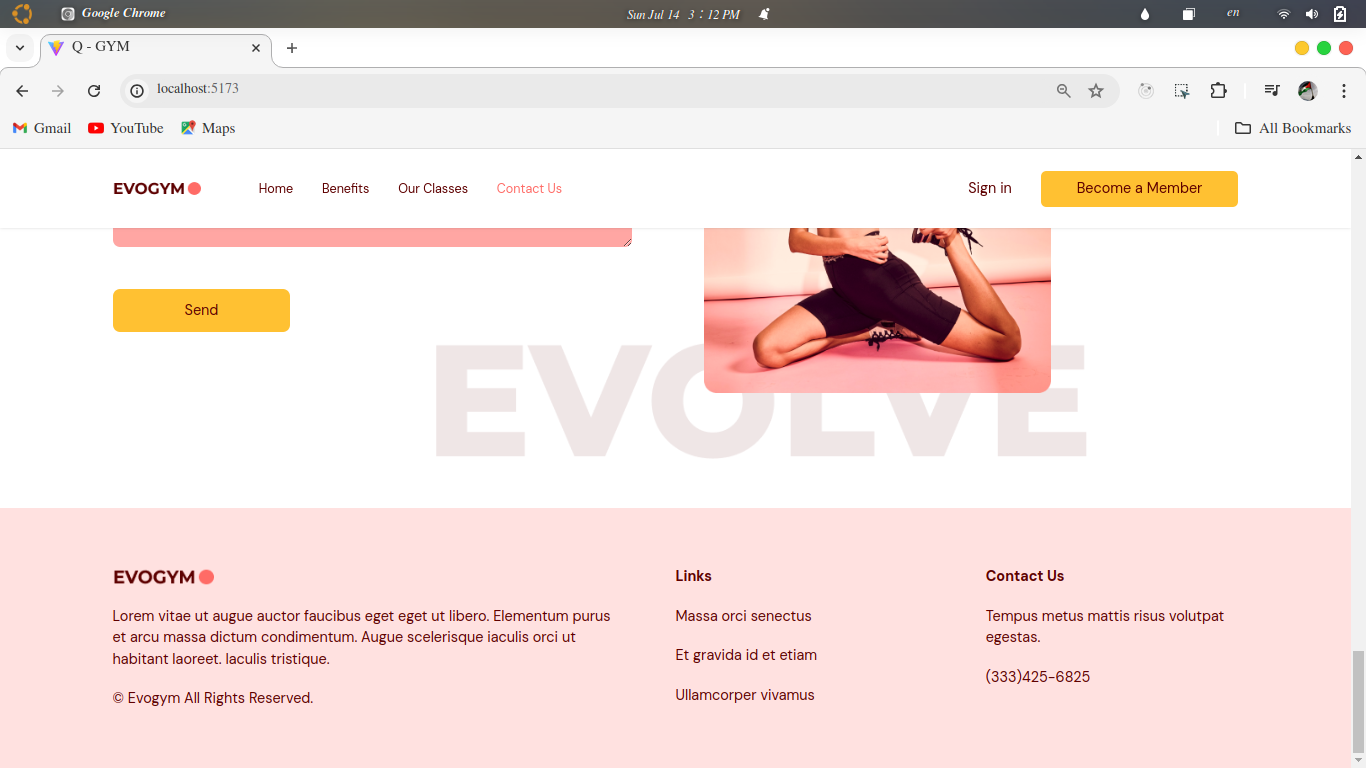 Google Chrome
Sun Jul 14 3 : 12 PM
en
Q - GYM
localhost:5173
Gmail
YouTube
Maps
All Bookmarks
EVOGYM
Home
Benefits
Our Classes
Contact Us
Sign in
Become a Member
Send
EVOLVE
EVOGYM
Lorem vitae ut augue auctor faucibus eget eget ut libero. Elementum purus
et arcu massa dictum condimentum. Augue scelerisque iaculis orci ut
habitant laoreet. Iaculis tristique.
© Evogym All Rights Reserved.
Links
Massa orci senectus
Et gravida id et etiam
Ullamcorper vivamus
Contact Us
Tempus metus mattis risus volutpat
egestas.
(333)425-6825